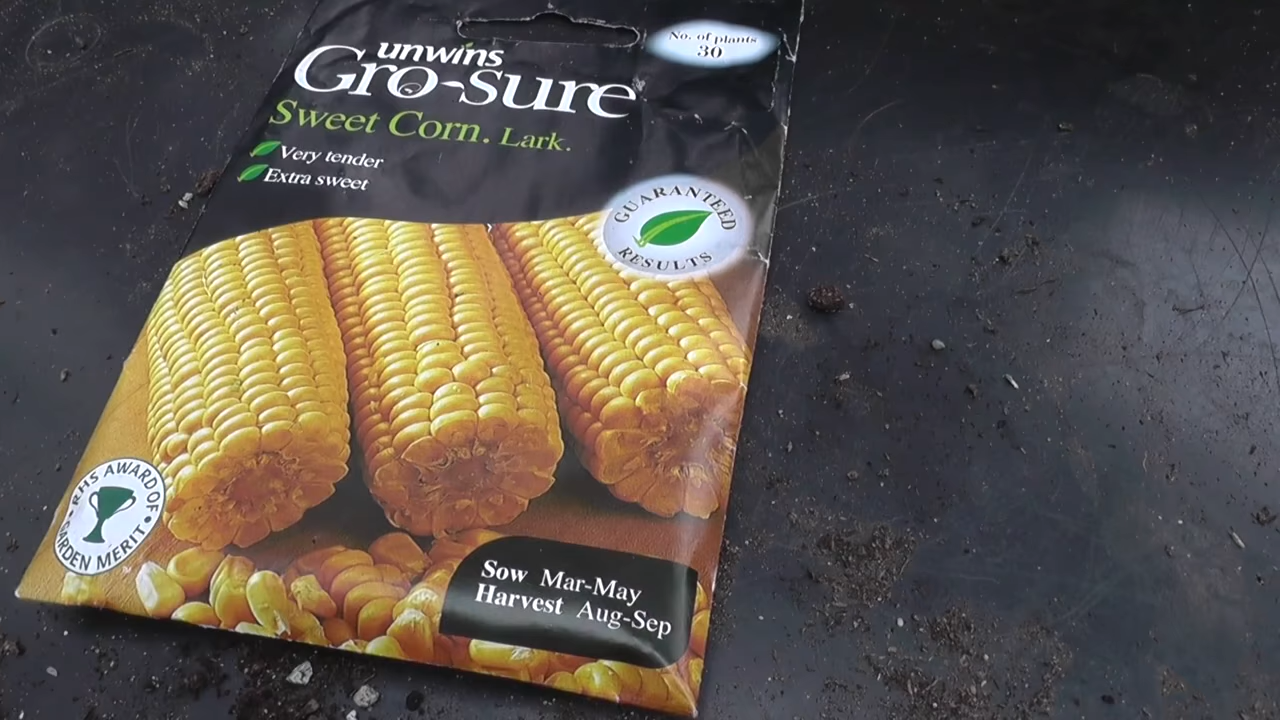 No. of plants
30
unwins
Gro-sure
Sweet Corn. Lark.
Very tender
Extra sweet
GUARANTEED
RESULTS
RHS AWARD OF
GARDEN MERIT
Sow Mar-May
Harvest Aug-Sep